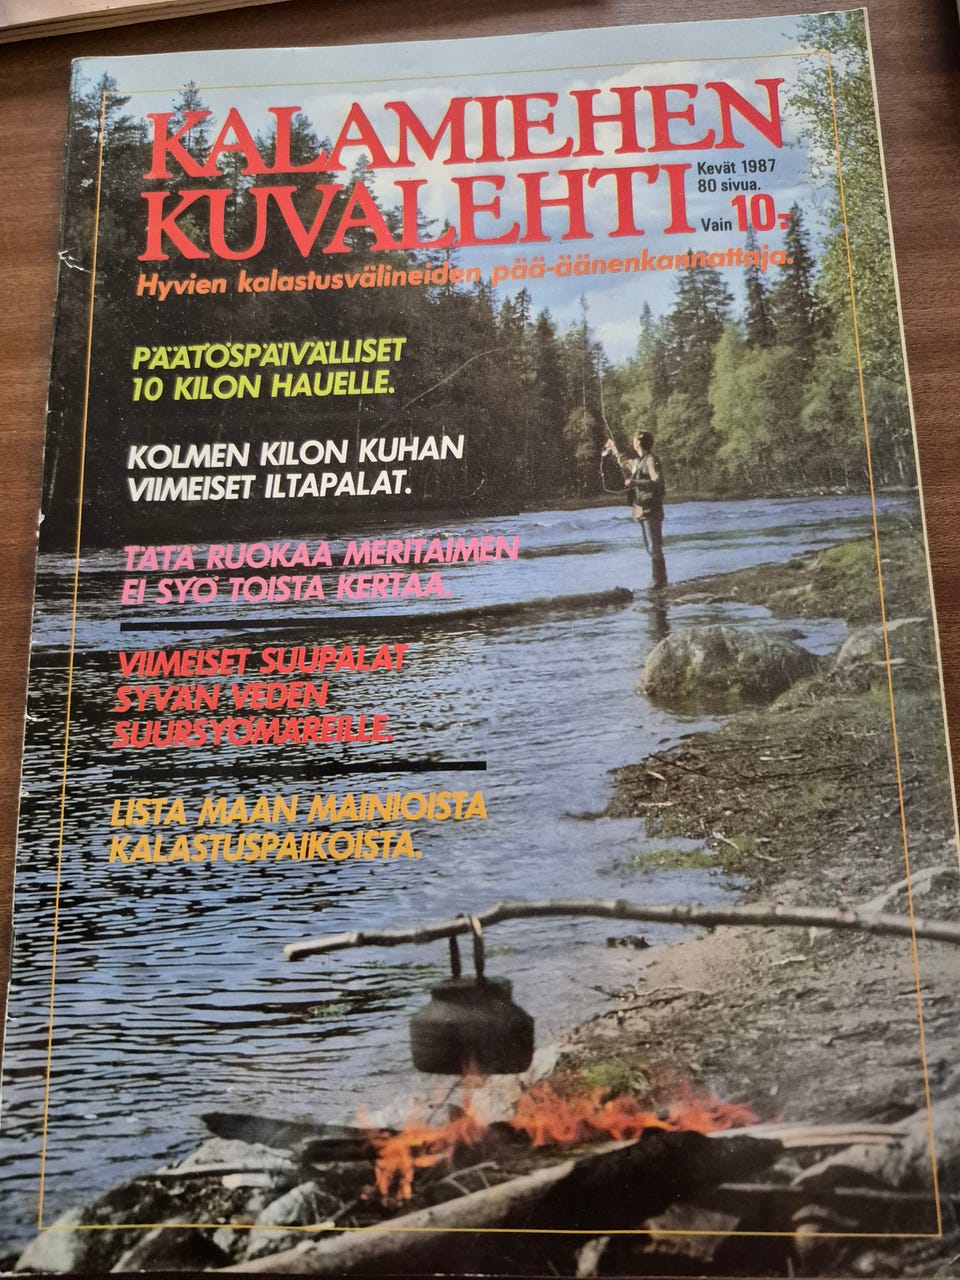 KALAMIEHEN
KUVALEHTI
Kevät 1987
80 sivua.
Vain 10:-
Hyvien kalastusvälineiden pää-äänenkannattaja.
PÄÄTÖSPÄIVÄLLISET
10 KILON HAUELLE.
KOLMEN KILON KUHAN
VIIMEISET ILTAPALAT.
TÄTÄ RUOKAA MERITAIMEN
EI SYÖ TOISTA KERTAA.
VIIMEISET SUUPALAT
SYVÄN VEDEN
SUURSYÖMÄREILLE.
LISTA MAAN MAINIOISTA
KALASTUSPAIKOISTA.